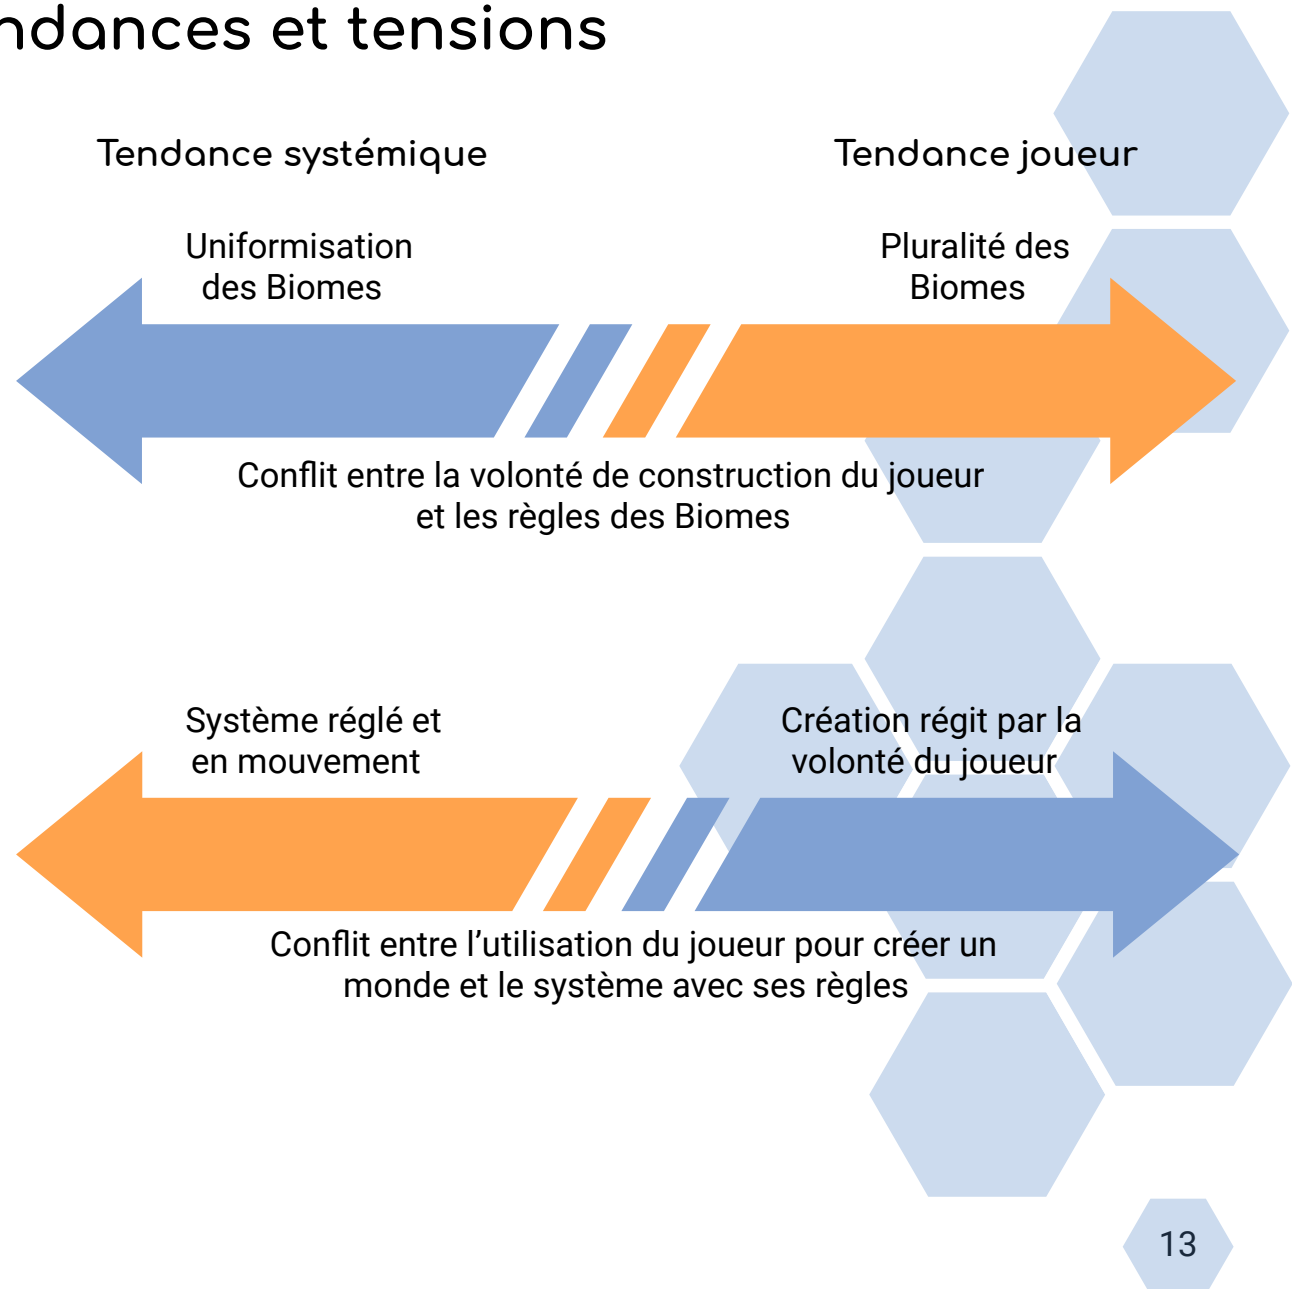 ndances et tensions
Tendance systémique
Tendance joueur
Uniformisation
des Biomes
Pluralité des
Biomes
Conflit entre la volonté de construction du joueur
et les règles des Biomes
Système réglé et
en mouvement
Création régit par la
volonté du joueur
Conflit entre l’utilisation du joueur pour créer un
monde et le système avec ses règles
13